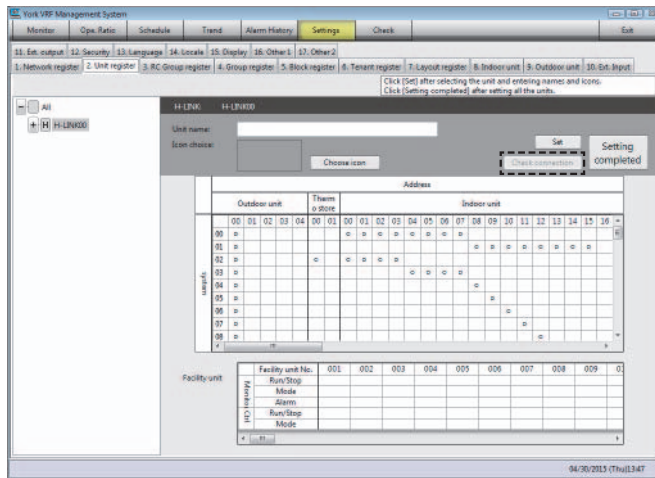 York VRF Management System
Monitor Ope. Ratio Schedule Trend Alarm History Settings Check Exit
11. Ext. output 12. Security 13. Language 14. Locale 15. Display 16. Other1 17. Other2
1. Network register 2. Unit register 3. RC Group register 4. Group register 5. Block register 6. Tenant register 7. Layout register 8. Indoor unit 9. Outdoor unit 10. Ext. Input
Click [Set] after selecting the unit and entering names and icons.
Click [Setting completed] after setting all the units.
All
H H-LINK00
H-LINK H-LINK00
Unit name:
Icon choice:
Choose icon
Set
Check connection
Setting
completed
Address
Outdoor unit
Therm
o store
Indoor unit
00 01 02 03 04 00 01 00 01 02 03 04 05 06 07 08 09 10 11 12 13 14 15 16
system
00
01
02
03
04
05
06
07
08
Facility unit
Facility unit No. 001 002 003 004 005 006 007 008 009
Monitor Ctrl
Run/Stop
Mode
Alarm
Run/Stop
Mode
04/30/2015 (Thu)13:47